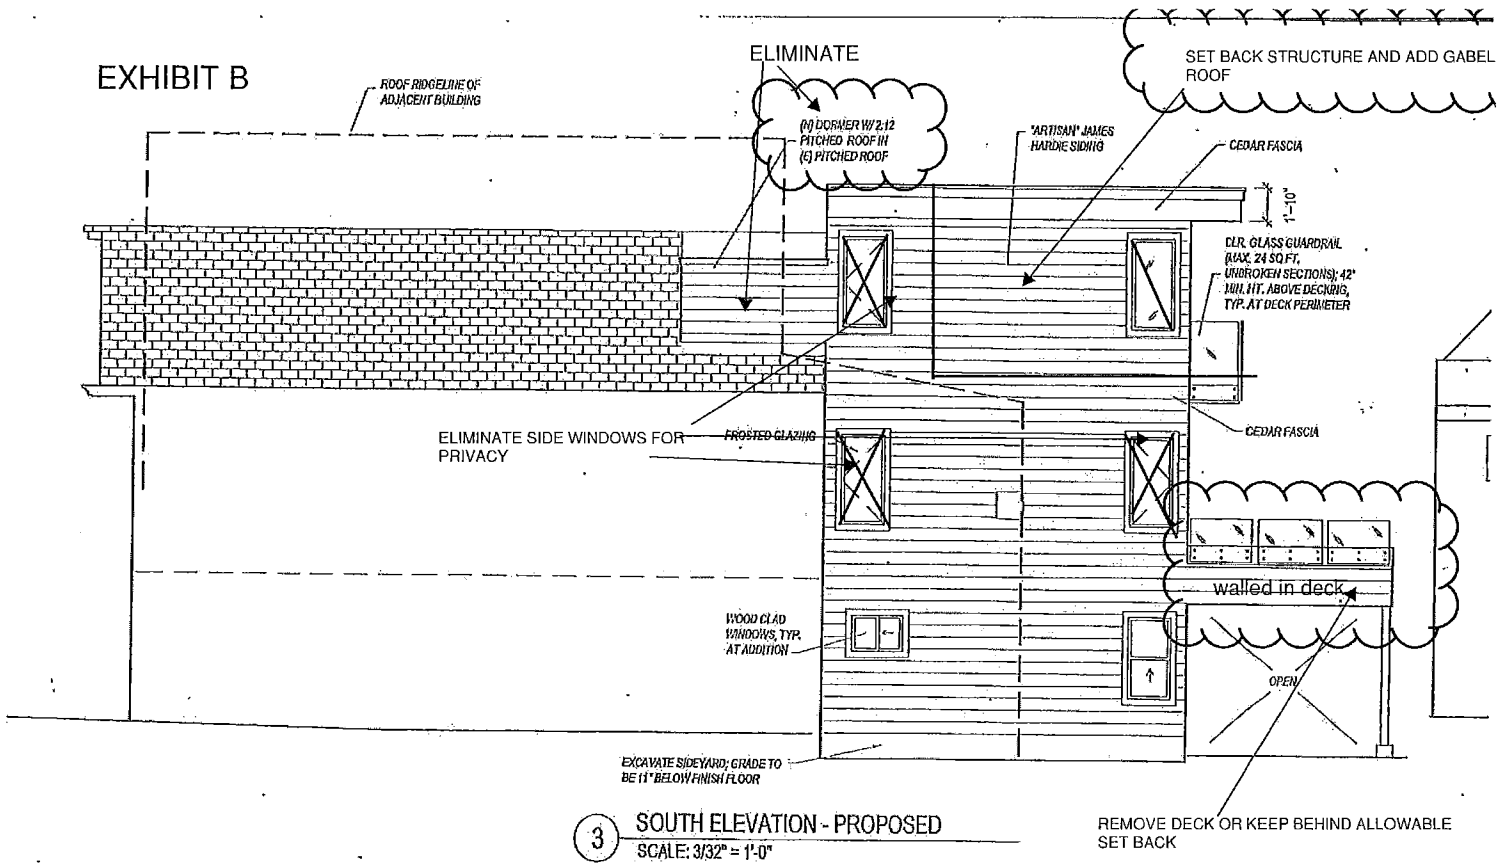 EXHIBIT B
ELIMINATE
SET BACK STRUCTURE AND ADD GABEL
ROOF
ROOF RIDGELINE OF
ADJACENT BUILDING
(N) DORMER W/ 2:12
PITCHED ROOF IN
(E) PITCHED ROOF
"ARTISAN" JAMES
HARDIE SIDING
CEDAR FASCIA
1'-10"
CLR. GLASS GUARDRAIL
(MAX. 24 SQ FT,
UNBROKEN SECTIONS); 42"
MIN. HT. ABOVE DECKING,
TYP. AT DECK PERIMETER
ELIMINATE SIDE WINDOWS FOR
PRIVACY
FROSTED GLAZING
CEDAR FASCIA
walled in deck
WOOD CLAD
WINDOWS, TYP.
AT ADDITION
OPEN
EXCAVATE SIDEYARD; GRADE TO
BE 11" BELOW FINISH FLOOR
3
SOUTH ELEVATION - PROPOSED
SCALE: 3/32" = 1'-0"
REMOVE DECK OR KEEP BEHIND ALLOWABLE
SET BACK